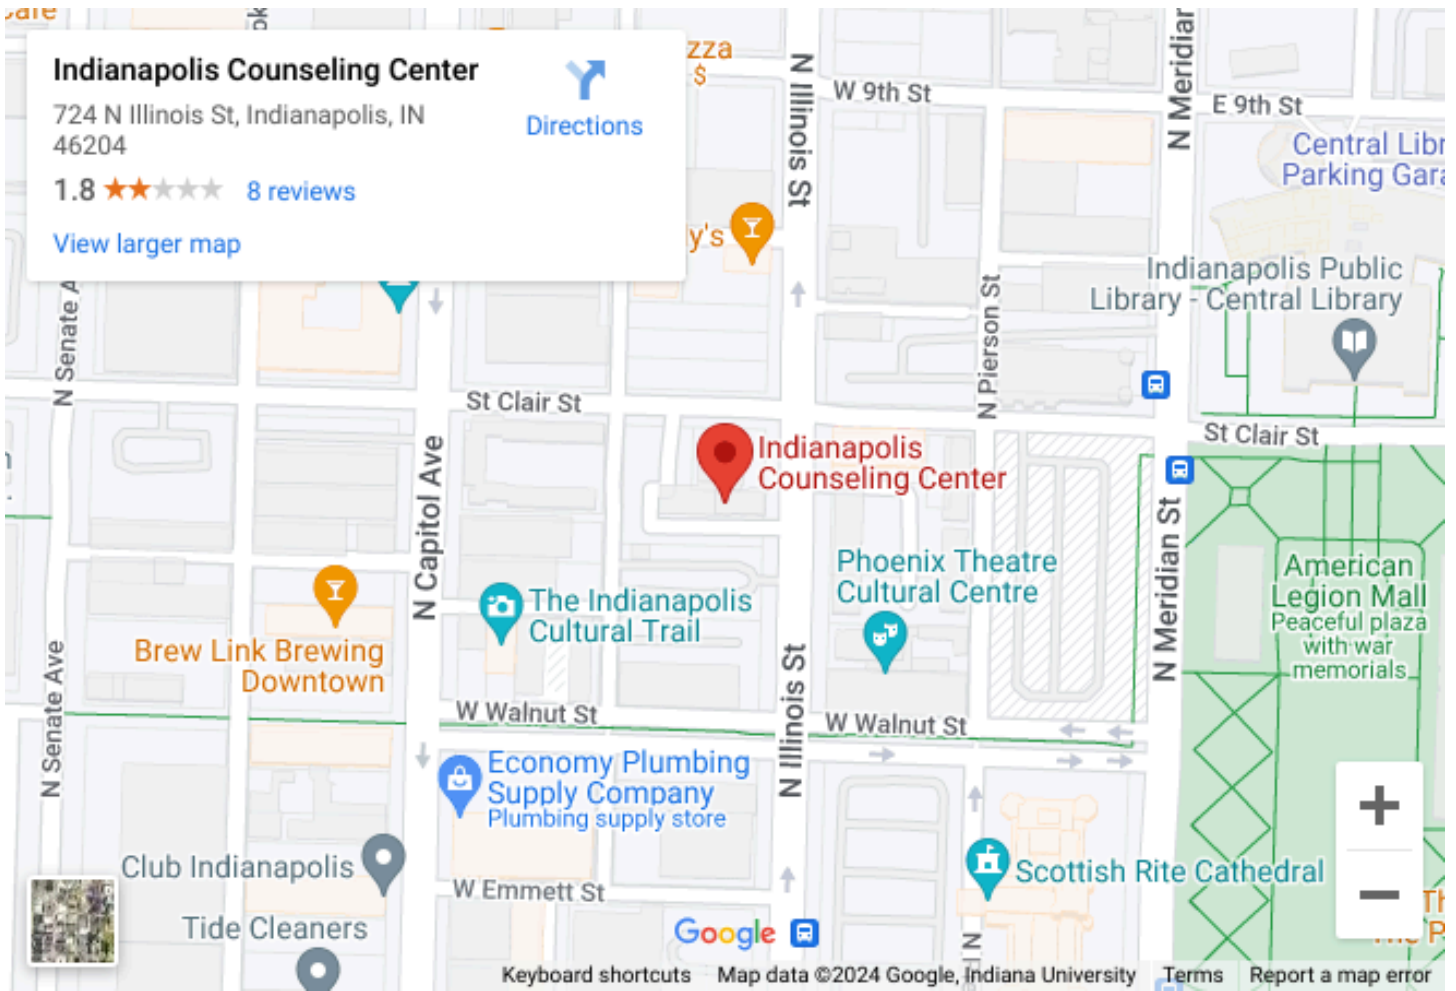 Indianapolis Counseling Center
724 N Illinois St, Indianapolis, IN
46204
1.8
8 reviews
View larger map
Directions
zza
$
y's
N Illinois St
W 9th St
N Meridian
E 9th St
Central Libr
Parking Gara
Indianapolis Public
Library - Central Library
N Pierson St
N Senate A
St Clair St
St Clair St
Indianapolis
Counseling Center
N Capitol Ave
N Meridian St
Phoenix Theatre
Cultural Centre
American
Legion Mall
Peaceful plaza
with war
memorials
The Indianapolis
Cultural Trail
Brew Link Brewing
Downtown
N Senate Ave
N Illinois St
W Walnut St
W Walnut St
Economy Plumbing
Supply Company
Plumbing supply store
Club Indianapolis
Tide Cleaners
W Emmett St
Scottish Rite Cathedral
Google
Keyboard shortcuts
Map data ©2024 Google, Indiana University
Terms
Report a map error